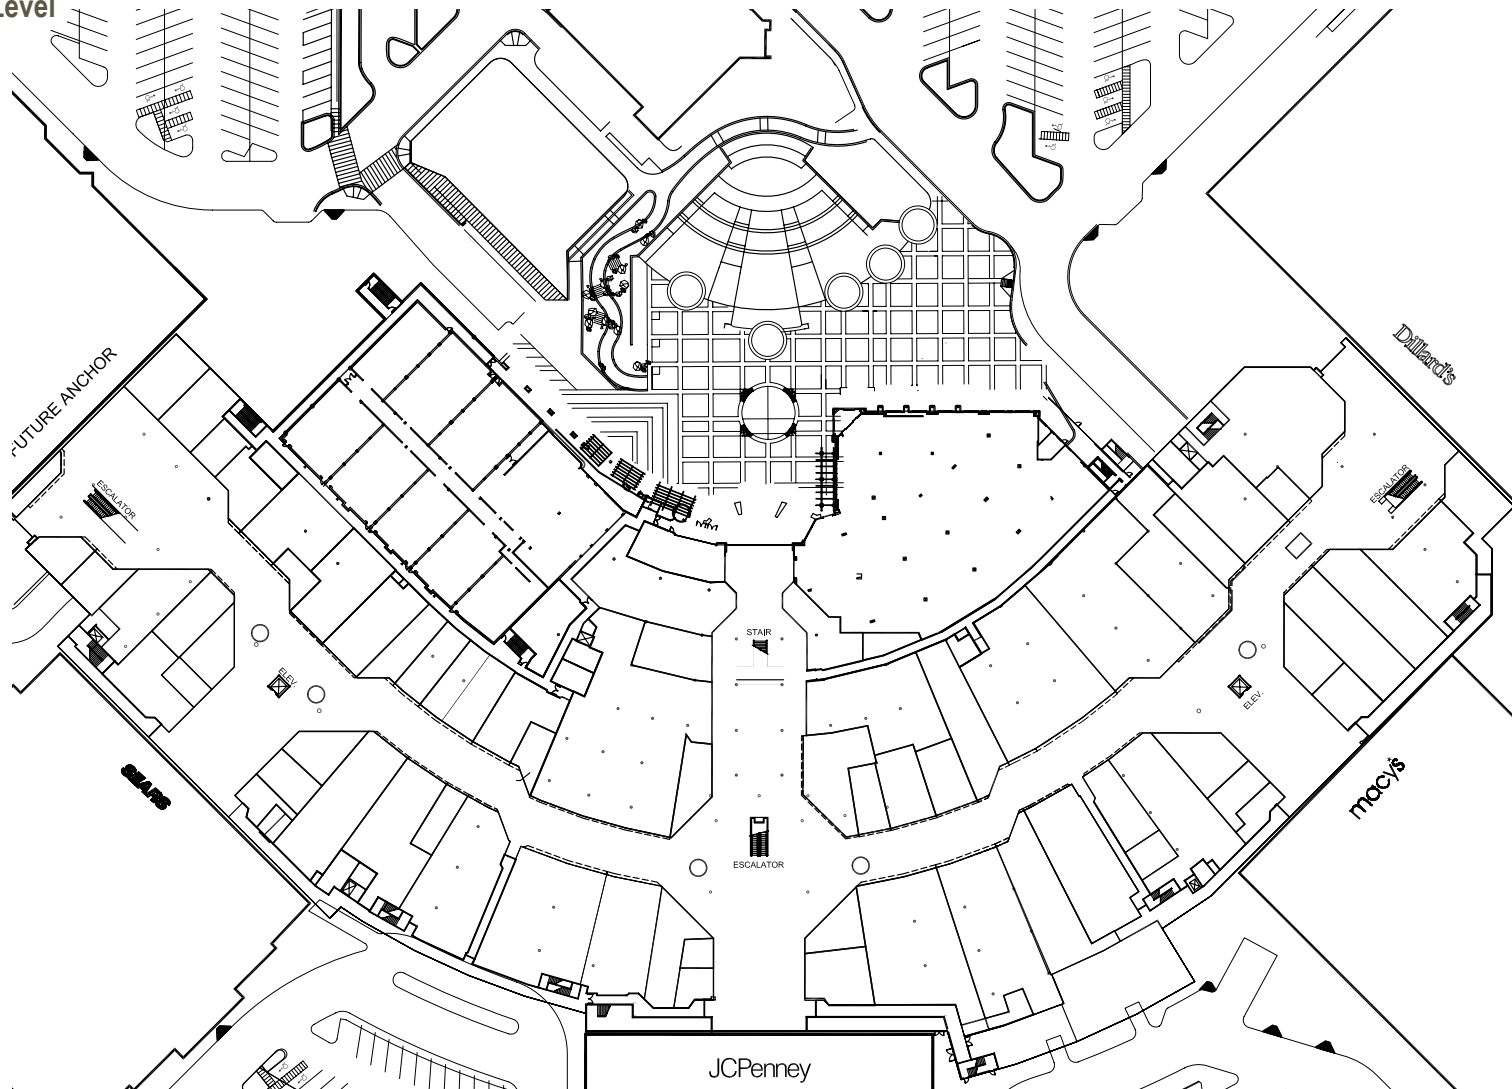 Level
Dillard's
FUTURE ANCHOR
ESCALATOR
ESCALATOR
STAIR
ELEV.
ELEV.
SEARS
macy's
ESCALATOR
JCPenney